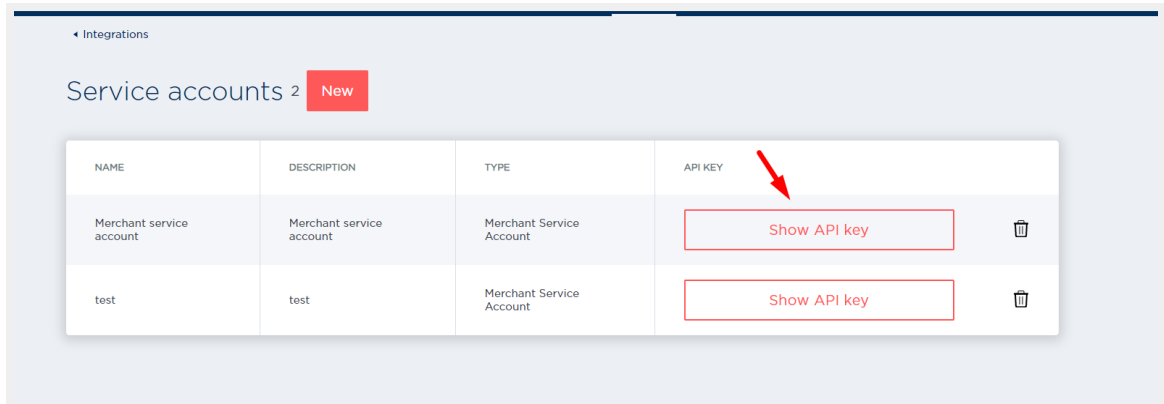 Integrations
Service accounts 2 New
NAME DESCRIPTION TYPE API KEY
Merchant service Merchant service Merchant Service
account account Account
Show API key
test test Merchant Service
Account
Show API key